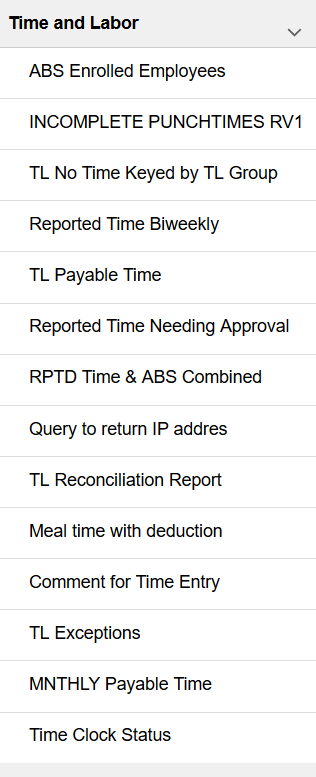 Time and Labor
ABS Enrolled Employees
INCOMPLETE PUNCHTIMES RV1
TL No Time Keyed by TL Group
Reported Time Biweekly
TL Payable Time
Reported Time Needing Approval
RPTD Time & ABS Combined
Query to return IP addres
TL Reconciliation Report
Meal time with deduction
Comment for Time Entry
TL Exceptions
MNTHLY Payable Time
Time Clock Status